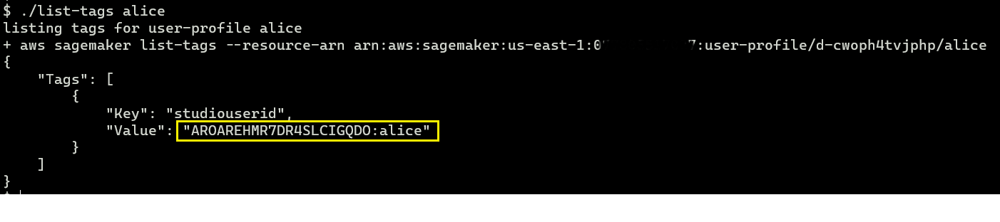 $ ./list-tags alice
listing tags for user-profile alice
+ aws sagemaker list-tags --resource-arn arn:aws:sagemaker:us-east-1:0 7:user-profile/d-cwoph4tvjphp/alice
{
    "Tags": [
        {
            "Key": "studiouserid",
            "Value": "AROAREHMR7DR4SLCIGQDO:alice"
        }
    ]
}